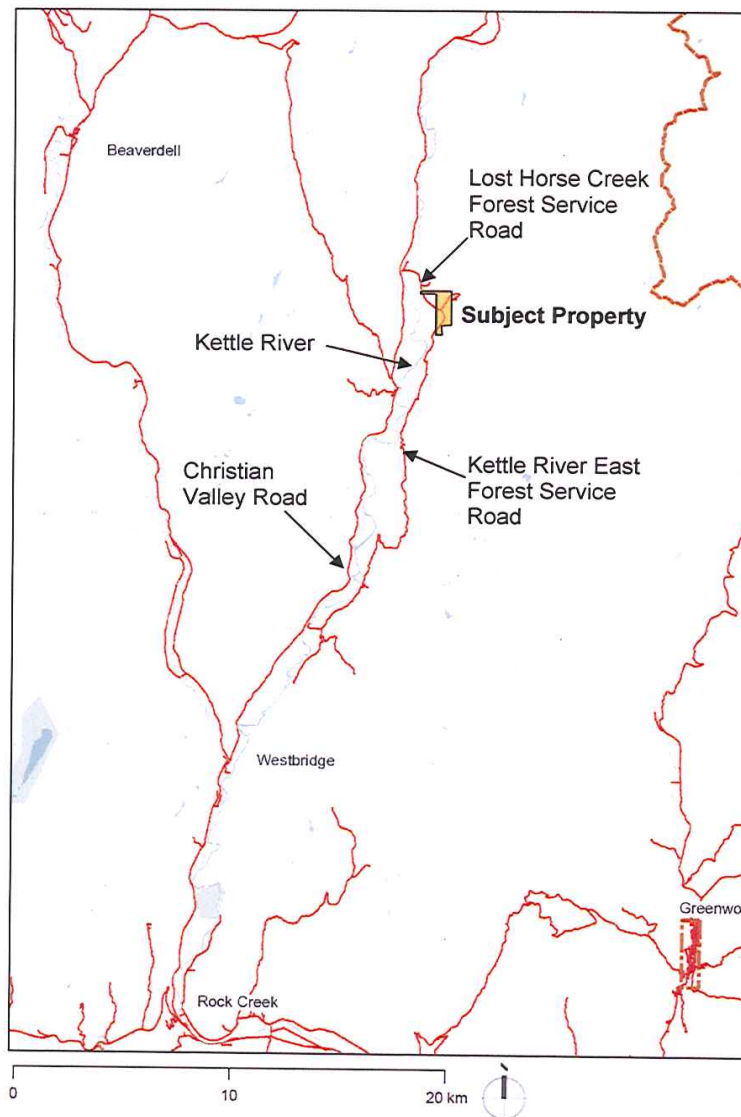 Beaverdell
Lost Horse Creek
Forest Service
Road
Subject Property
Kettle River
Christian
Valley Road
Kettle River East
Forest Service
Road
Westbridge
Greenwo
Rock Creek
0
10
20 km